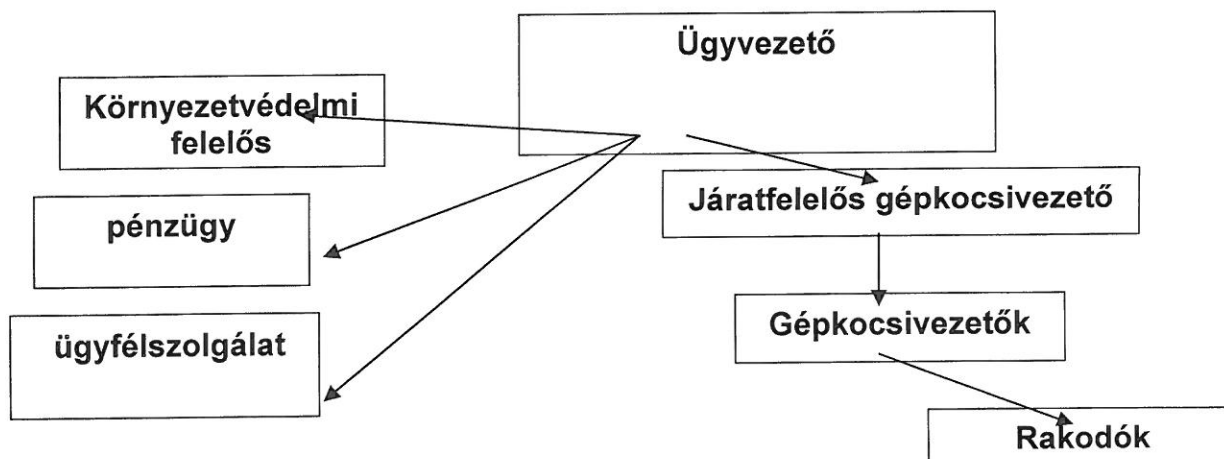 Ügyvezető
Környezetvédelmi
felelős
Járatfelelős gépkocsivezető
pénzügy
Gépkocsivezetők
ügyfélszolgálat
Rakodók